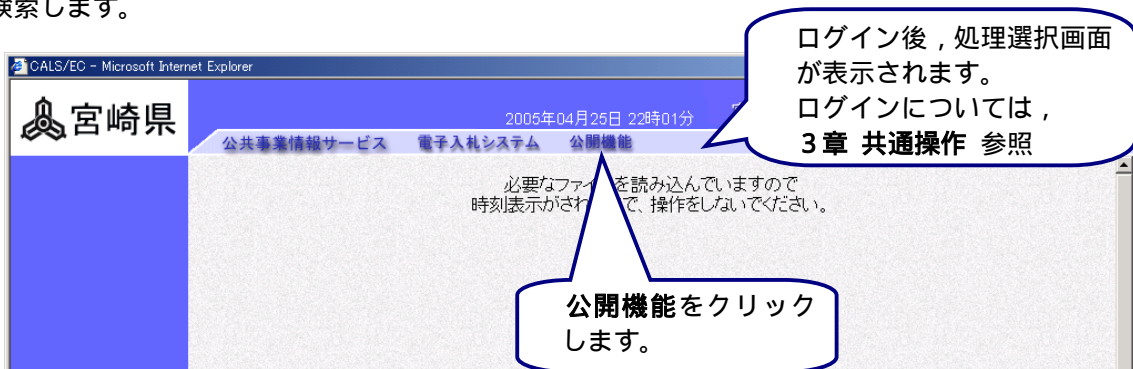 検索します。
ログイン後，処理選択画面
が表示されます。
ログインについては，
３章 共通操作 参照
CALS/EC - Microsoft Internet Explorer
宮崎県
2005年04月25日 22時01分
公共事業情報サービス 電子入札システム 公開機能
必要なファイ を読み込んでいますので
時刻表示がされ で、操作をしないでください。
公開機能をクリック
します。